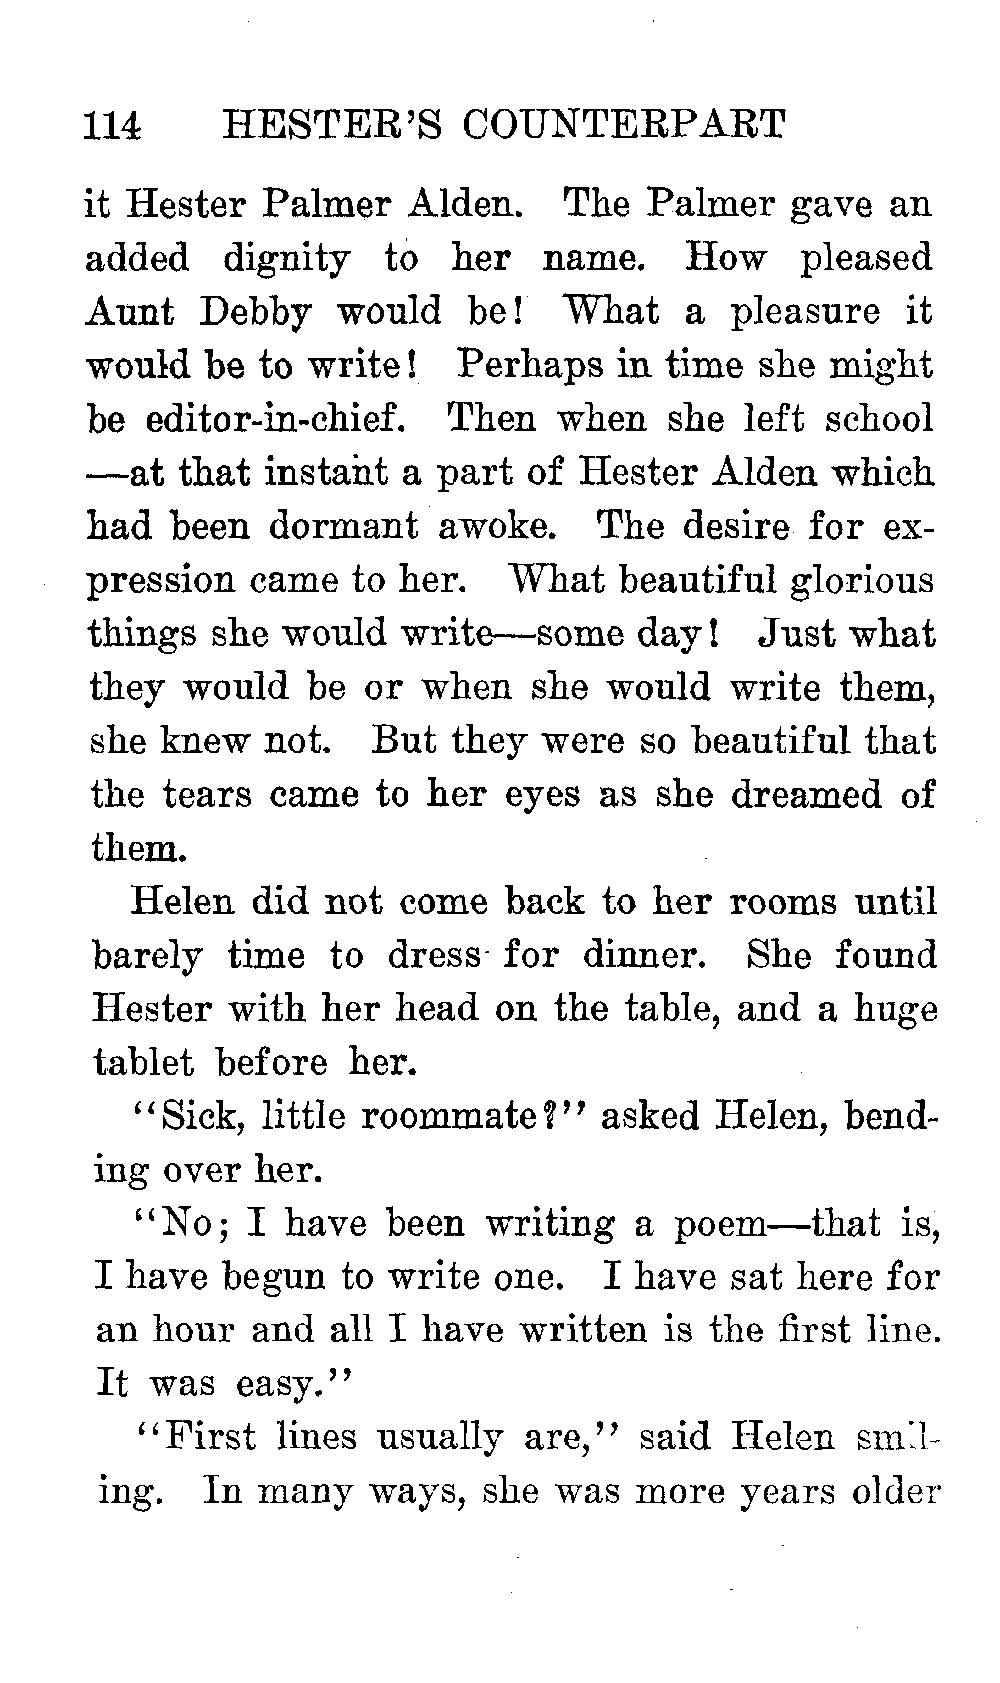 114 HESTER'S COUNTERPART
it Hester Palmer Alden. The Palmer gave an
added dignity to her name. How pleased
Aunt Debby would be! What a pleasure it
would be to write! Perhaps in time she might
be editor-in-chief. Then when she left school
—at that instant a part of Hester Alden which
had been dormant awoke. The desire for ex-
pression came to her. What beautiful glorious
things she would write—some day! Just what
they would be or when she would write them,
she knew not. But they were so beautiful that
the tears came to her eyes as she dreamed of
them.
Helen did not come back to her rooms until
barely time to dress for dinner. She found
Hester with her head on the table, and a huge
tablet before her.
"Sick, little roommate?" asked Helen, bend-
ing over her.
"No; I have been writing a poem—that is,
I have begun to write one. I have sat here for
an hour and all I have written is the first line.
It was easy."
"First lines usually are," said Helen smil-
ing. In many ways, she was more years older